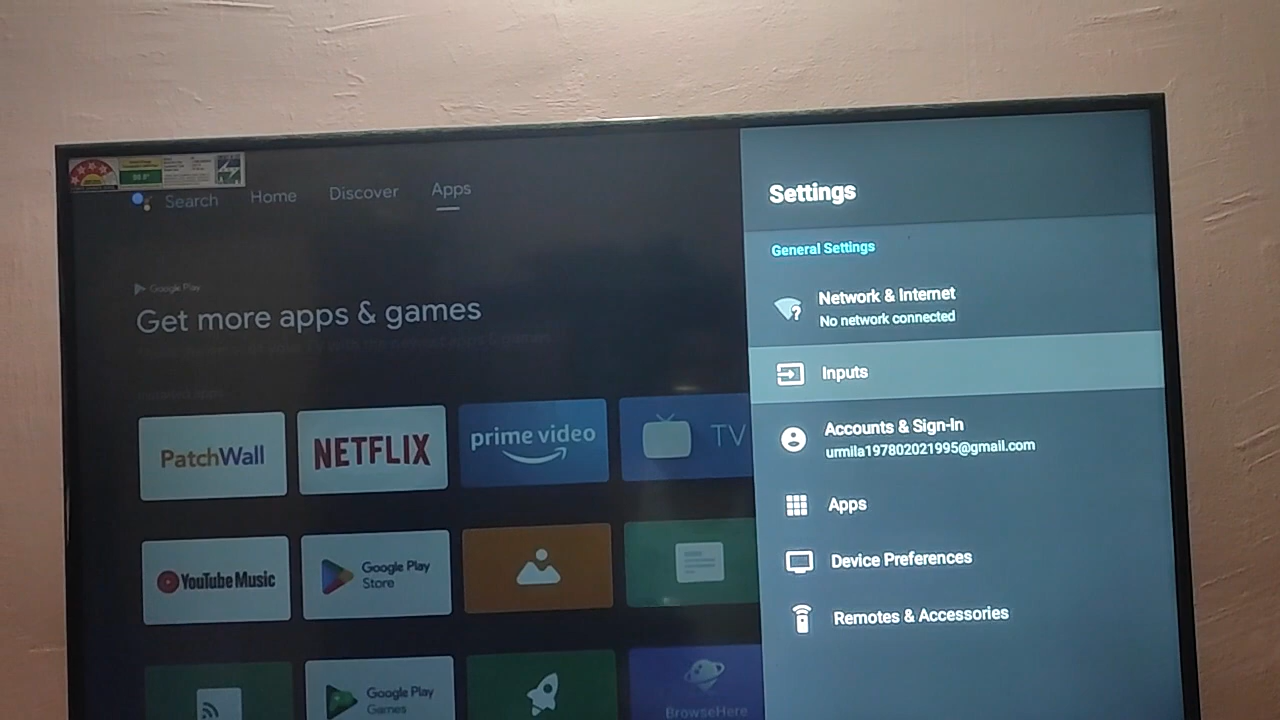 Search
Home
Discover
Apps
Google Play
Get more apps & games
PatchWall
NETFLIX
prime video
TV
YouTube Music
Google Play
Store
Google Play
Games
BrowseHere
Settings
General Settings
Network & Internet
No network connected
Inputs
Accounts & Sign-In
urmila197802021995@gmail.com
Apps
Device Preferences
Remotes & Accessories